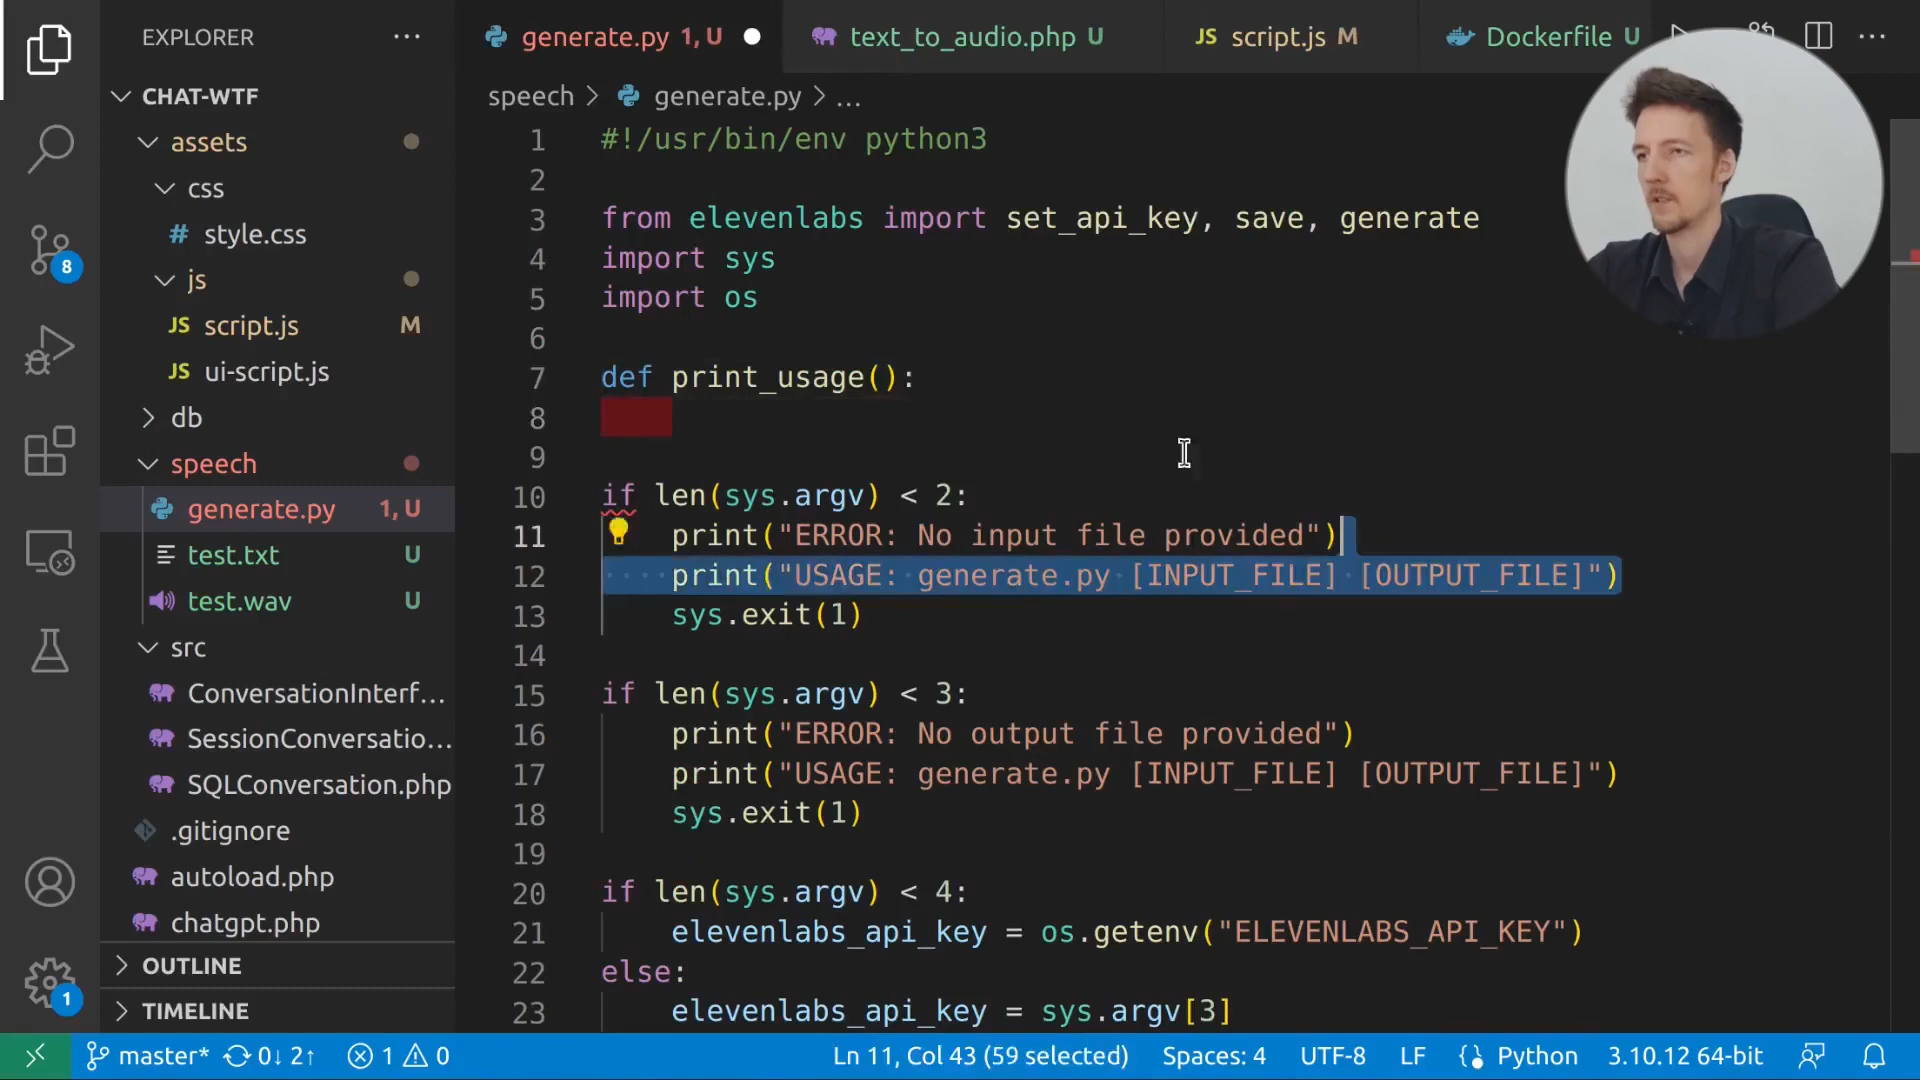 EXPLORER
CHAT-WTF
assets
css
# style.css
js
JS script.js M
JS ui-script.js
db
speech
generate.py 1, U
test.txt U
test.wav U
src
ConversationInterf...
SessionConversatio...
SQLConversation.php
.gitignore
autoload.php
chatgpt.php
OUTLINE
TIMELINE
8
1
generate.py 1, U
text_to_audio.php U
JS script.js M
Dockerfile U
speech > generate.py > ...
1 #!/usr/bin/env python3
2
3 from elevenlabs import set_api_key, save, generate
4 import sys
5 import os
6
7 def print_usage():
8
9
10 if len(sys.argv) < 2:
11 print("ERROR: No input file provided")
12 print("USAGE: generate.py [INPUT_FILE] [OUTPUT_FILE]")
13 sys.exit(1)
14
15 if len(sys.argv) < 3:
16 print("ERROR: No output file provided")
17 print("USAGE: generate.py [INPUT_FILE] [OUTPUT_FILE]")
18 sys.exit(1)
19
20 if len(sys.argv) < 4:
21 elevenlabs_api_key = os.getenv("ELEVENLABS_API_KEY")
22 else:
23 elevenlabs_api_key = sys.argv[3]
master* 0↓ 2↑ 1 0 Ln 11, Col 43 (59 selected) Spaces: 4 UTF-8 LF Python 3.10.12 64-bit